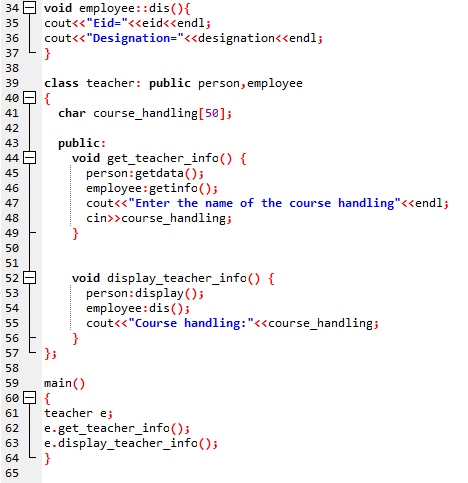 34 void employee::dis(){
35 cout<<"Eid="<<eid<<endl;
36 cout<<"Designation="<<designation<<endl;
37 }
38
39 class teacher: public person,employee
40 {
41 char course_handling[50];
42
43 public:
44 void get_teacher_info() {
45 person:getdata();
46 employee:getinfo();
47 cout<<"Enter the name of the course handling"<<endl;
48 cin>>course_handling;
49 }
50
51
52 void display_teacher_info() {
53 person:display();
54 employee:dis();
55 cout<<"Course handling:"<<course_handling;
56 }
57 };
58
59 main()
60 {
61 teacher e;
62 e.get_teacher_info();
63 e.display_teacher_info();
64 }
65